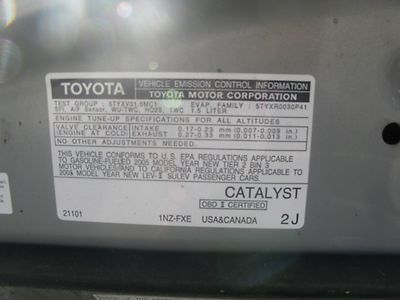 TOYOTA
VEHICLE EMISSION CONTROL INFORMATION
TOYOTA MOTOR CORPORATION
TEST GROUP : 5TYXV01.5MC1 EVAP. FAMILY : 5TYXR0030P41
SFI, A/F SENSOR, WU-TWC, HO2S, TWC 1.5 LITER
ENGINE TUNE-UP SPECIFICATIONS FOR ALL ALTITUDES
VALVE CLEARANCE INTAKE 0.17-0.23 mm (0.007-0.009 in.)
(ENGINE AT COLD) EXHAUST 0.27-0.33 mm (0.011-0.013 in.)
NO OTHER ADJUSTMENTS NEEDED.
THIS VEHICLE CONFORMS TO U.S. EPA REGULATIONS APPLICABLE
TO GASOLINE-FUELED 2005 MODEL YEAR NEW TIER 2 BIN 3
MOTOR VEHICLES AND TO CALIFORNIA REGULATIONS APPLICABLE TO
2005 MODEL YEAR NEW LEV-Ⅱ SULEV PASSENGER CARS.
CATALYST
OBD Ⅱ CERTIFIED
21101 1NZ-FXE USA&CANADA 2J